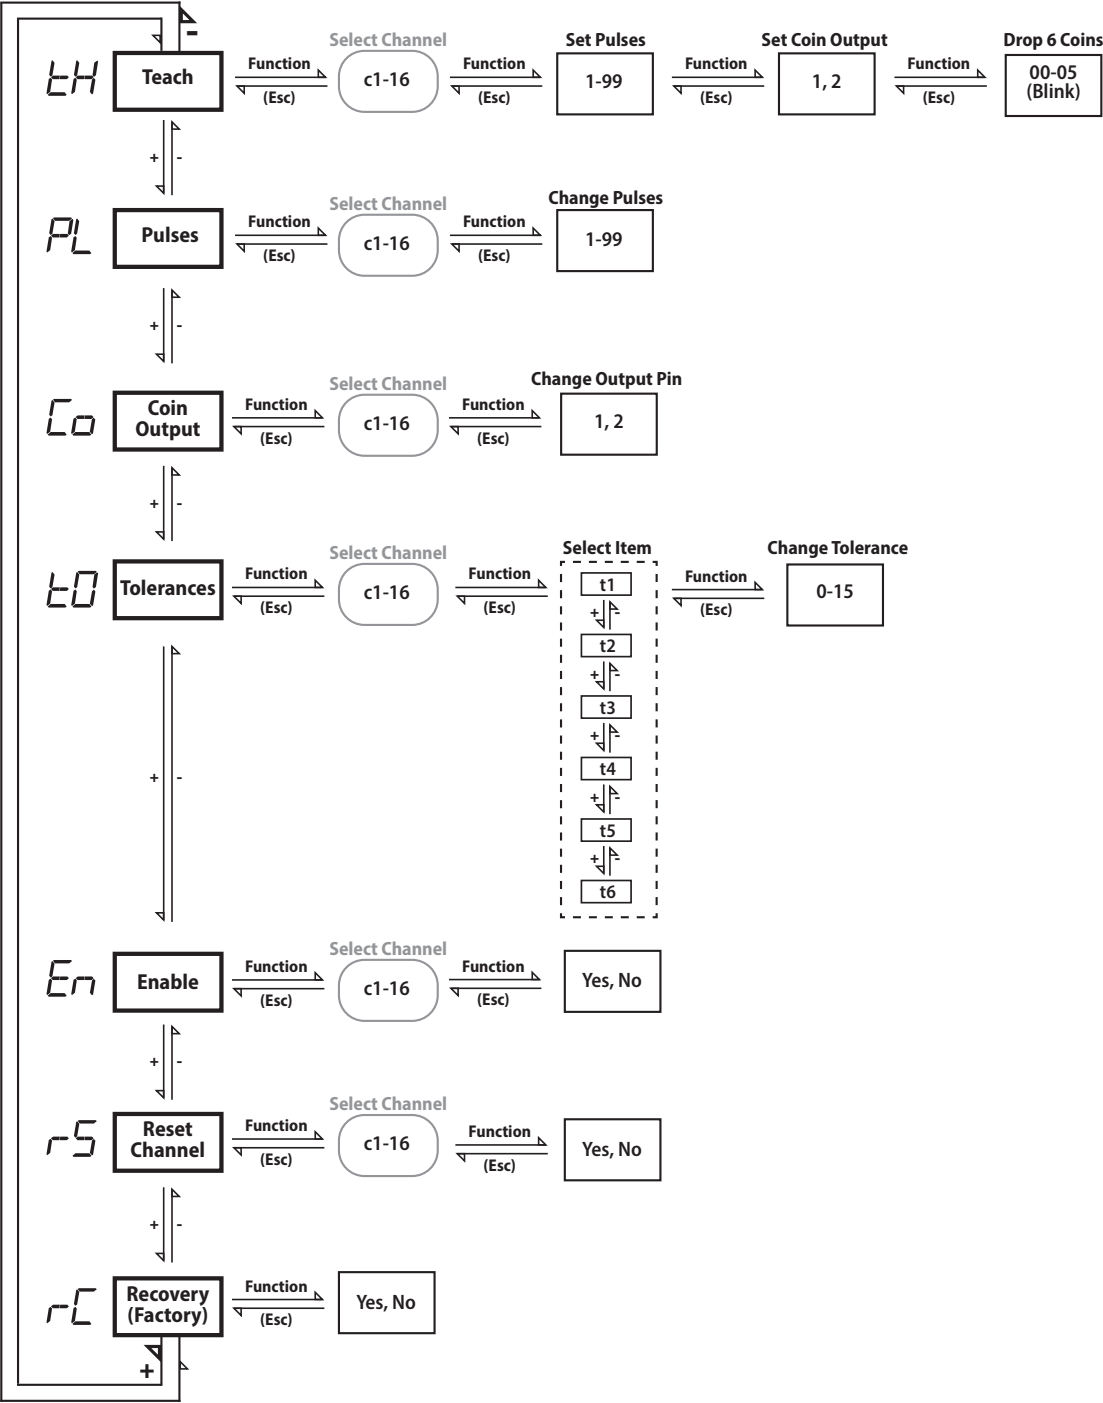 -
Select Channel
Set Pulses
Set Coin Output
Drop 6 Coins
tH
Teach
Function
(Esc)
c1-16
Function
(Esc)
1-99
Function
(Esc)
1, 2
Function
(Esc)
00-05
(Blink)
+ -
Select Channel
Change Pulses
PL
Pulses
Function
(Esc)
c1-16
Function
(Esc)
1-99
+ -
Select Channel
Change Output Pin
Co
Coin
Output
Function
(Esc)
c1-16
Function
(Esc)
1, 2
+ -
Select Channel
Select Item
Change Tolerance
tO
Tolerances
Function
(Esc)
c1-16
Function
(Esc)
t1
+ -
t2
+ -
t3
+ -
t4
+ -
t5
+ -
t6
Function
(Esc)
0-15
+ -
Select Channel
En
Enable
Function
(Esc)
c1-16
Function
(Esc)
Yes, No
+ -
Select Channel
rS
Reset
Channel
Function
(Esc)
c1-16
Function
(Esc)
Yes, No
+ -
rC
Recovery
(Factory)
Function
(Esc)
Yes, No
+